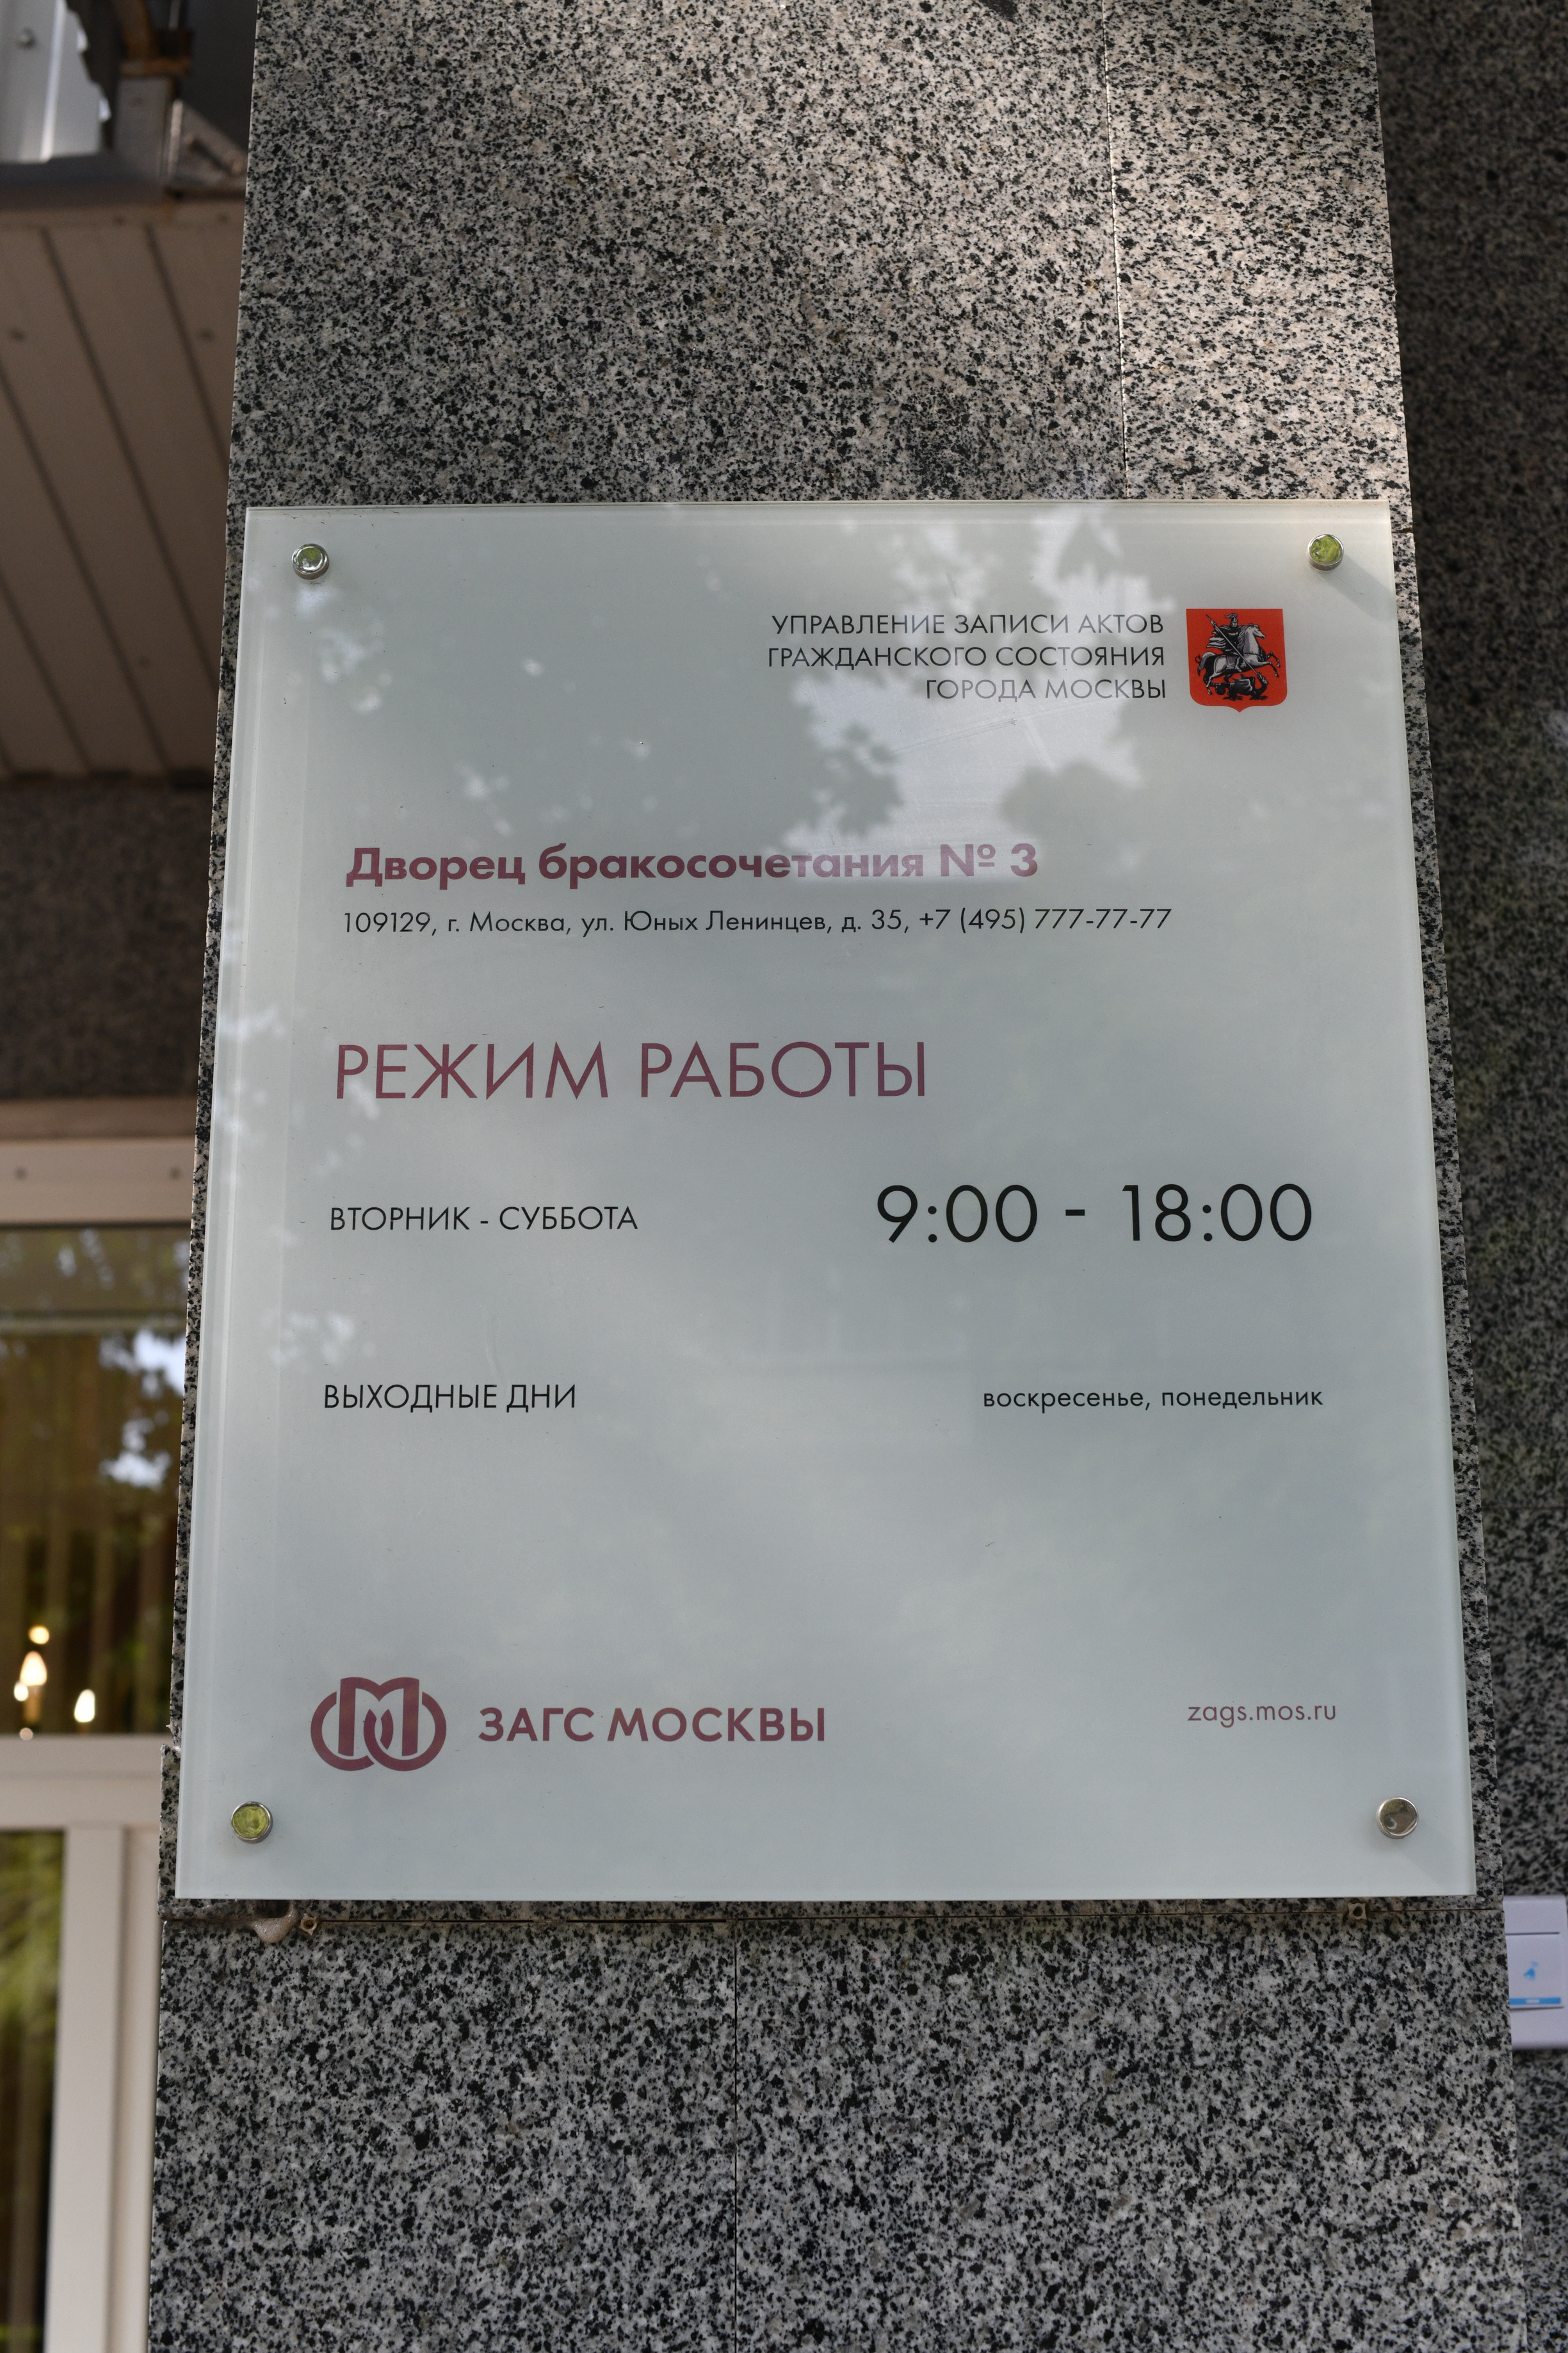 УПРАВЛЕНИЕ ЗАПИСИ АКТОВ
ГРАЖДАНСКОГО СОСТОЯНИЯ
ГОРОДА МОСКВЫ
Дворец бракосочетания № 3
109129, г. Москва, ул. Юных Ленинцев, д. 35, +7 (495) 777-77-77
РЕЖИМ РАБОТЫ
ВТОРНИК - СУББОТА 9:00 - 18:00
ВЫХОДНЫЕ ДНИ воскресенье, понедельник
ЗАГС МОСКВЫ zags.mos.ru